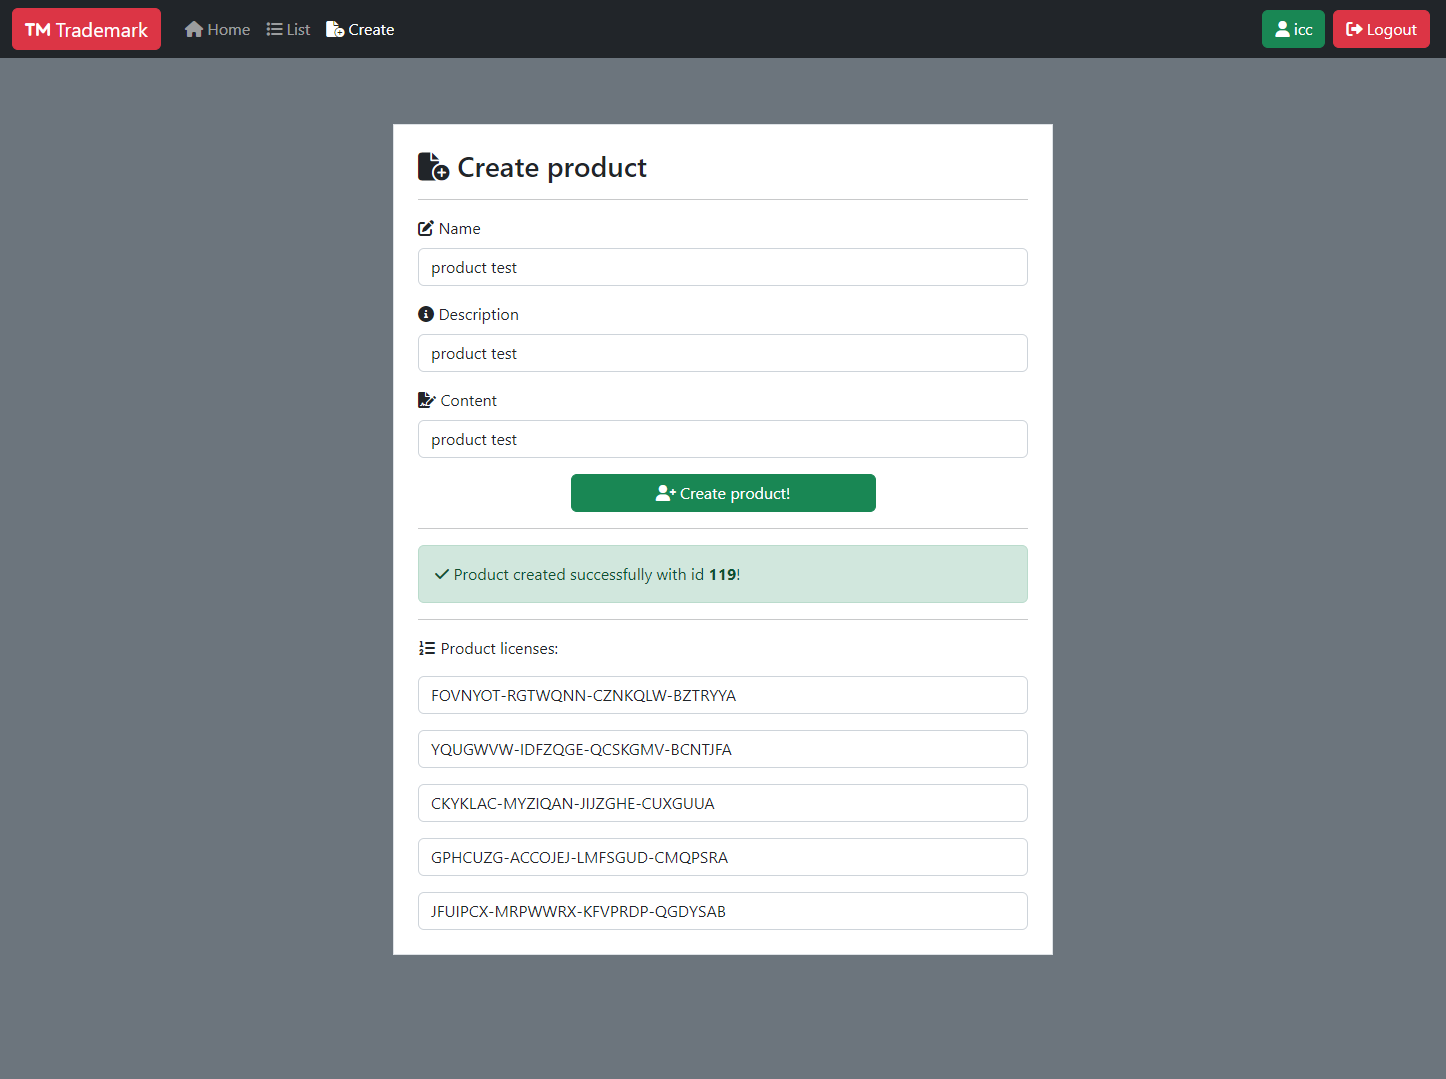 TM Trademark Home List Create icc Logout
Create product
Name
product test
Description
product test
Content
product test
Create product!
Product created successfully with id 119!
Product licenses:
FOVNYOT-RGTWQNN-CZNKQLW-BZTRYYA
YQUGWVW-IDFZQGE-QCSKGMV-BCNTJFA
CKYKLAC-MYZIQAN-JIJZGHE-CUXGUUA
GPHCUZG-ACCOJEJ-LMFSGUD-CMQPSRA
JFUIPCX-MRPWWRX-KFVPRDP-QGDYSAB